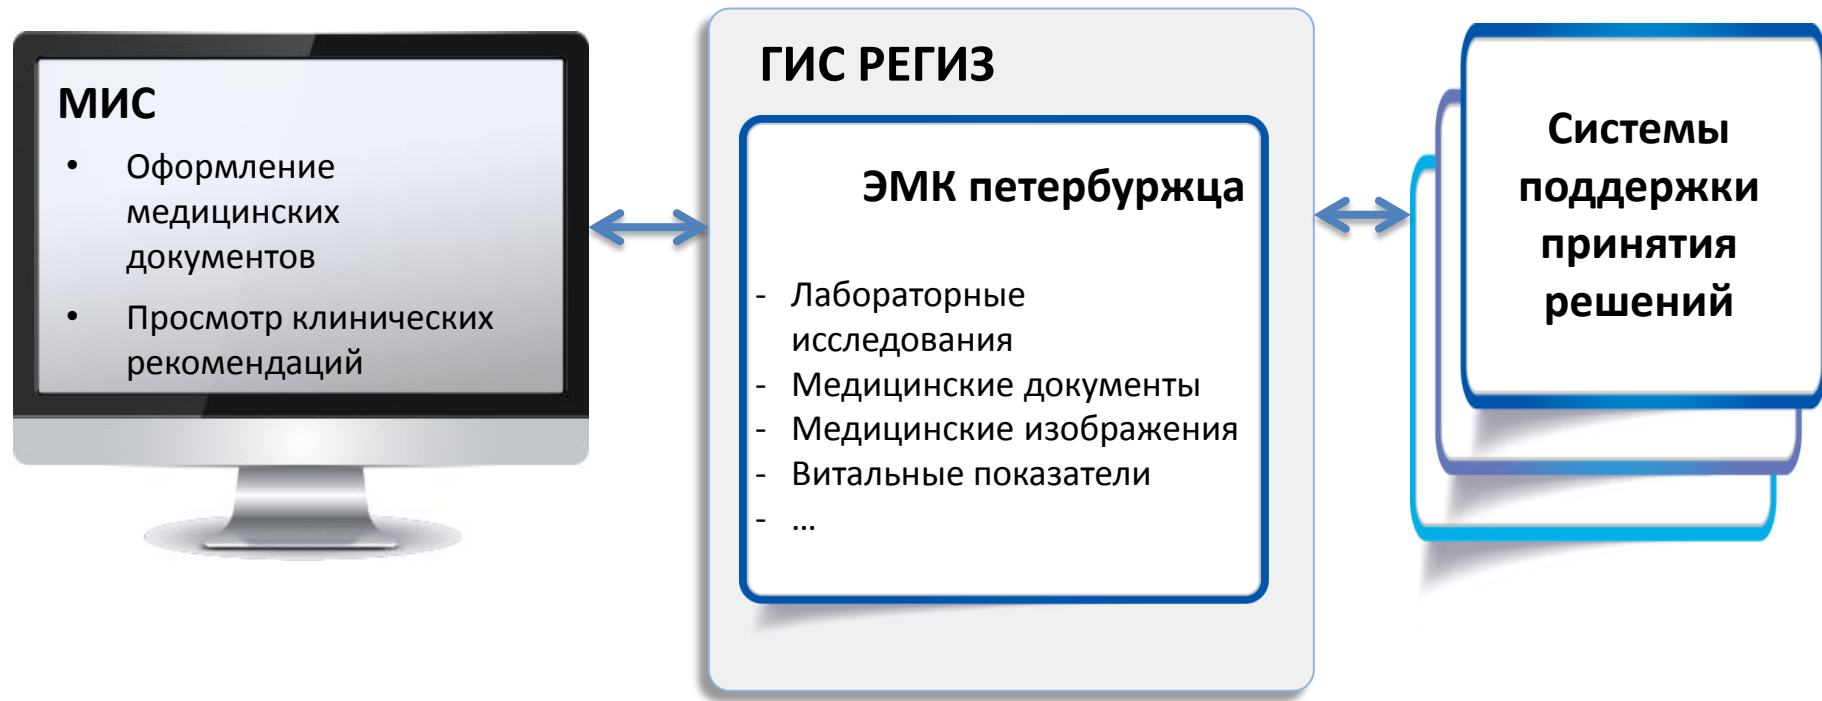 МИС
• Оформление
медицинских
документов
• Просмотр клинических
рекомендаций
ГИС РЕГИЗ
ЭМК петербуржца
- Лабораторные
исследования
- Медицинские документы
- Медицинские изображения
- Витальные показатели
- ...
Системы
поддержки
принятия
решений